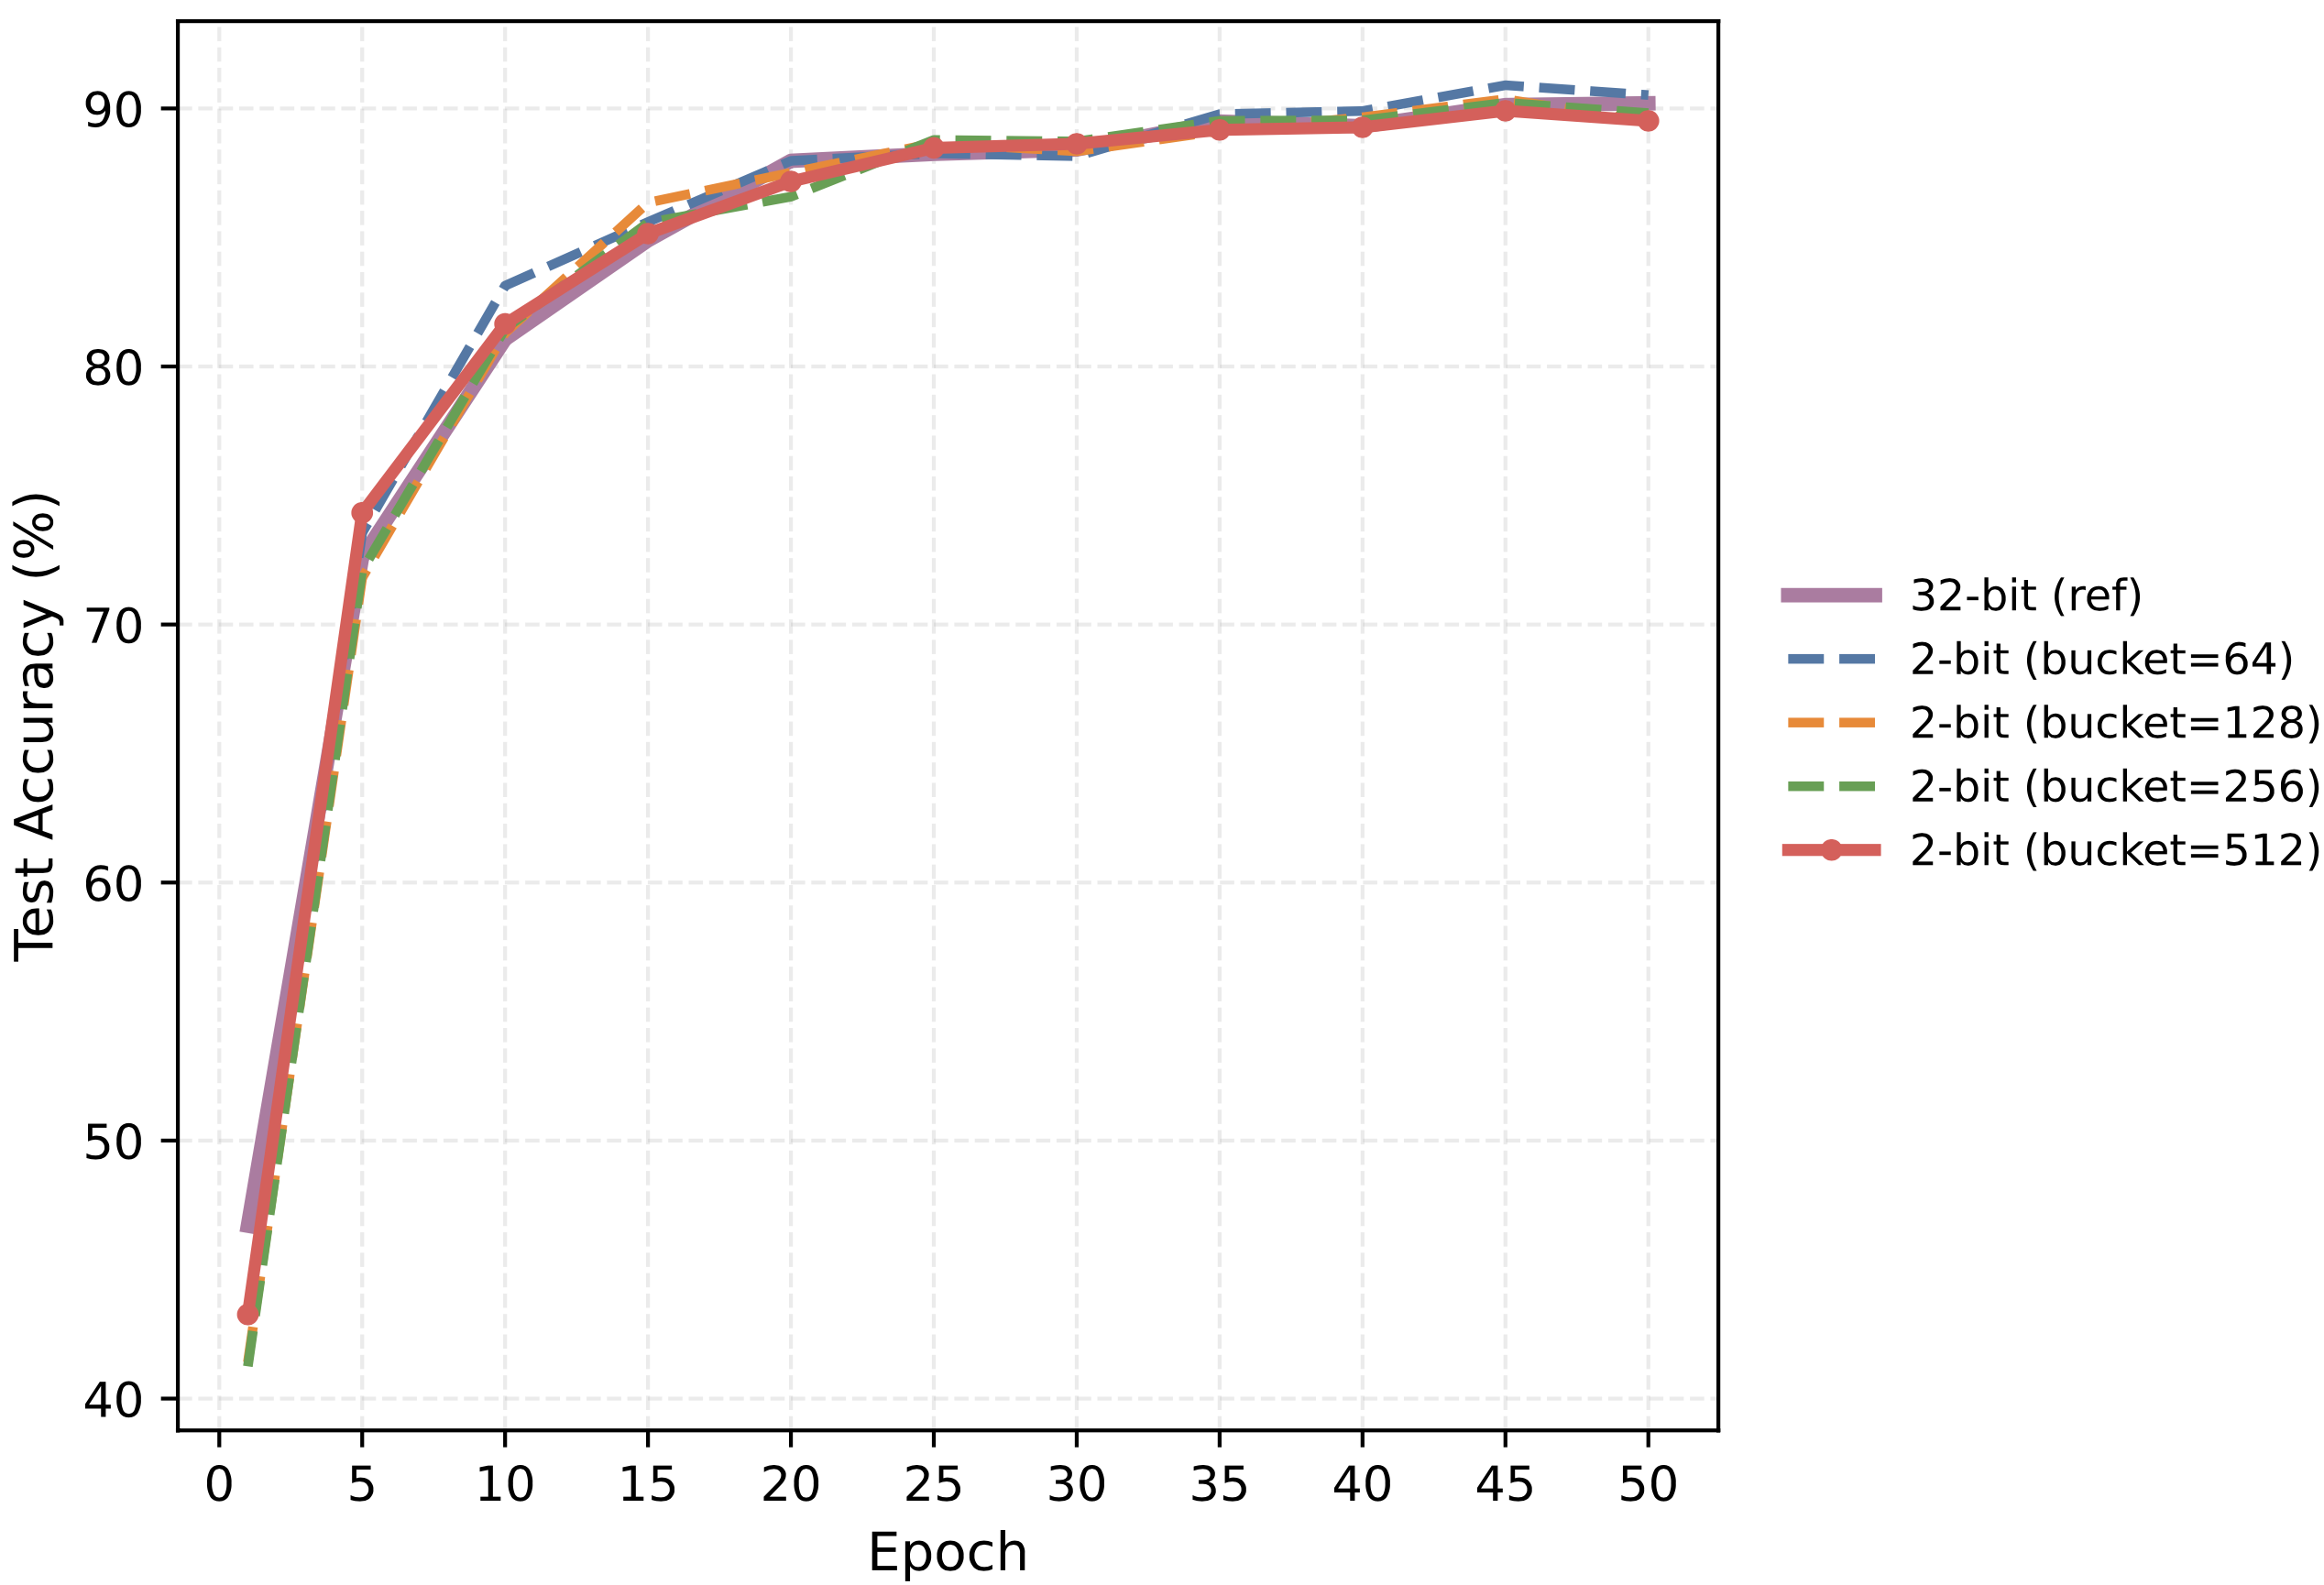 Test Accuracy (%)
90
80
70
60
50
40
0 5 10 15 20 25 30 35 40 45 50
Epoch
32-bit (ref)
2-bit (bucket=64)
2-bit (bucket=128)
2-bit (bucket=256)
2-bit (bucket=512)